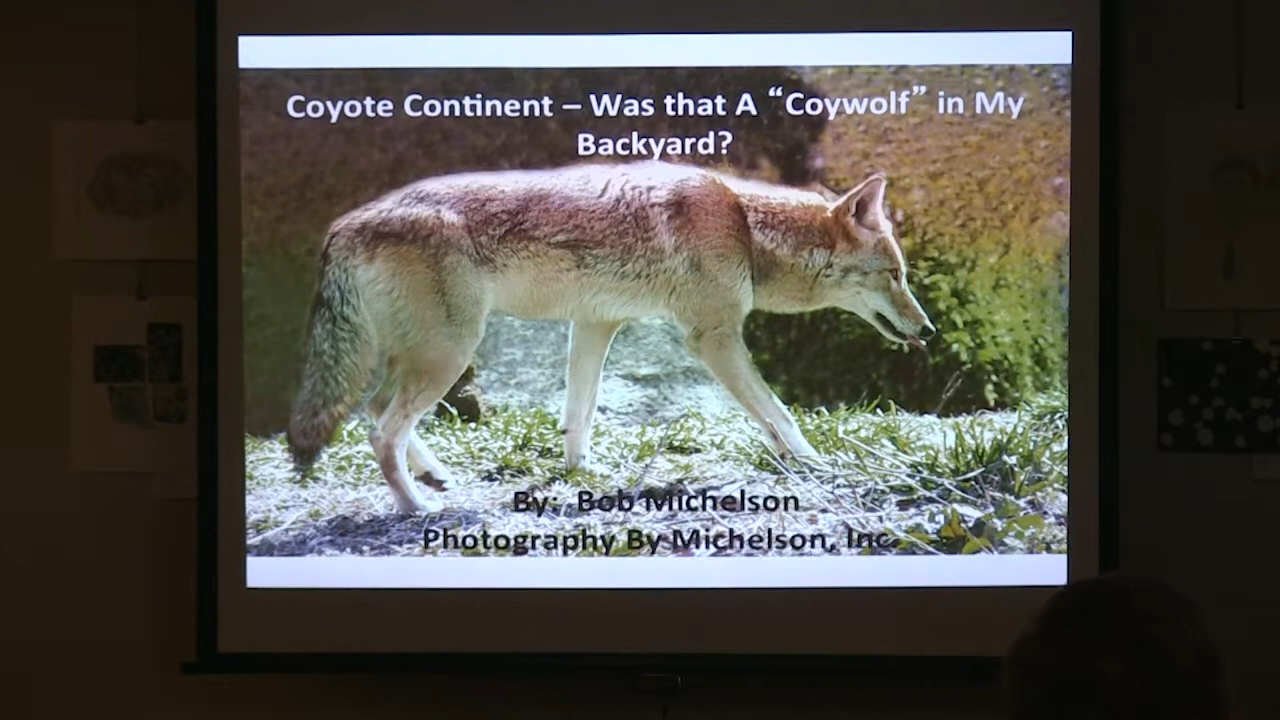 Coyote Continent – Was that A “Coywolf” in My
Backyard?
By: Bob Michelson
Photography By Michelson, Inc